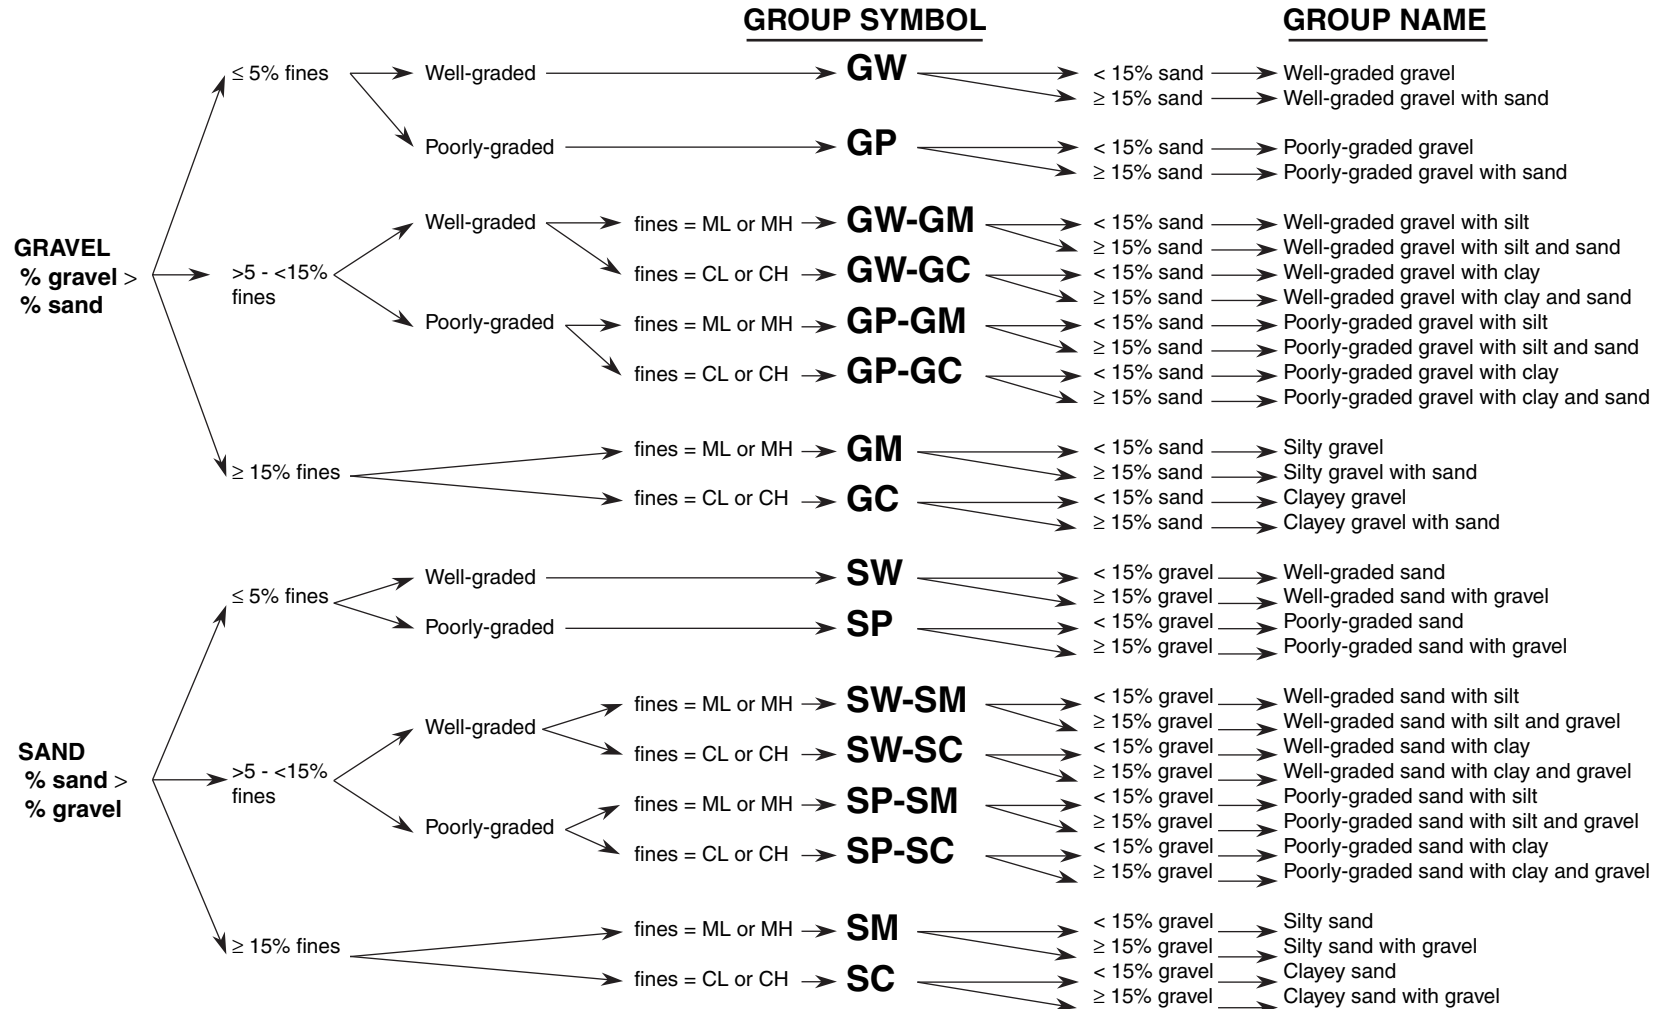 GROUP SYMBOL GROUP NAME
≤ 5% fines Well-graded GW < 15% sand Well-graded gravel
≥ 15% sand Well-graded gravel with sand
Poorly-graded GP < 15% sand Poorly-graded gravel
≥ 15% sand Poorly-graded gravel with sand
Well-graded fines = ML or MH GW-GM < 15% sand Well-graded gravel with silt
GRAVEL ≥ 15% sand Well-graded gravel with silt and sand
% gravel > >5 - <15% fines = CL or CH GW-GC < 15% sand Well-graded gravel with clay
% sand fines ≥ 15% sand Well-graded gravel with clay and sand
Poorly-graded fines = ML or MH GP-GM < 15% sand Poorly-graded gravel with silt
≥ 15% sand Poorly-graded gravel with silt and sand
fines = CL or CH GP-GC < 15% sand Poorly-graded gravel with clay
≥ 15% sand Poorly-graded gravel with clay and sand
fines = ML or MH GM < 15% sand Silty gravel
≥ 15% fines ≥ 15% sand Silty gravel with sand
fines = CL or CH GC < 15% sand Clayey gravel
≥ 15% sand Clayey gravel with sand
Well-graded SW < 15% gravel Well-graded sand
≤ 5% fines ≥ 15% gravel Well-graded sand with gravel
Poorly-graded SP < 15% gravel Poorly-graded sand
≥ 15% gravel Poorly-graded sand with gravel
fines = ML or MH SW-SM < 15% gravel Well-graded sand with silt
Well-graded ≥ 15% gravel Well-graded sand with silt and gravel
SAND fines = CL or CH SW-SC < 15% gravel Well-graded sand with clay
% sand > >5 - <15% ≥ 15% gravel Well-graded sand with clay and gravel
% gravel fines fines = ML or MH SP-SM < 15% gravel Poorly-graded sand with silt
Poorly-graded ≥ 15% gravel Poorly-graded sand with silt and gravel
fines = CL or CH SP-SC < 15% gravel Poorly-graded sand with clay
≥ 15% gravel Poorly-graded sand with clay and gravel
fines = ML or MH SM < 15% gravel Silty sand
≥ 15% fines ≥ 15% gravel Silty sand with gravel
fines = CL or CH SC < 15% gravel Clayey sand
≥ 15% gravel Clayey sand with gravel